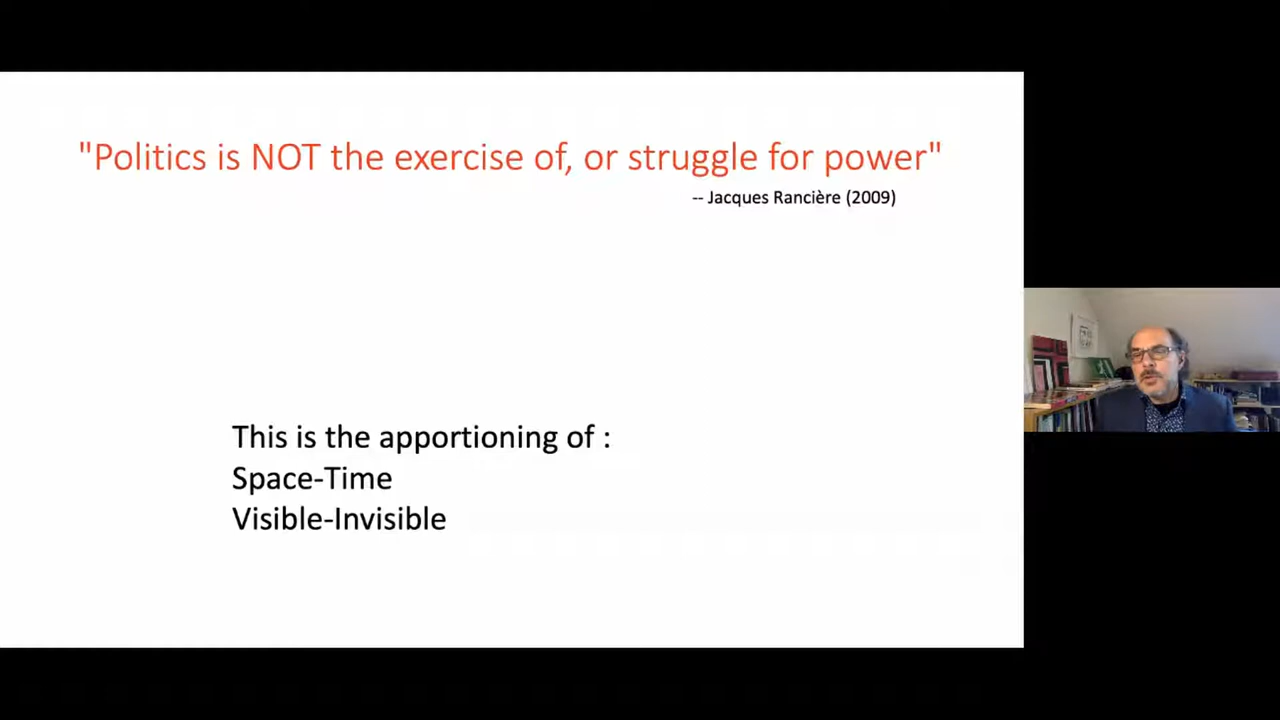 "Politics is NOT the exercise of, or struggle for power"
-- Jacques Rancière (2009)
This is the apportioning of :
Space-Time
Visible-Invisible